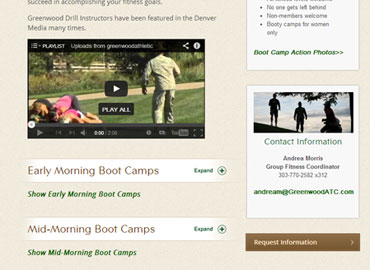 succeed in accomplishing your fitness goals.
Greenwood Drill Instructors have been featured in the Denver
Media many times.
PLAYLIST Uploads from greenwoodathletic
PLAY ALL
0:00 / 2:08
YouTube
Early Morning Boot Camps
Expand
Show Early Morning Boot Camps
Mid-Morning Boot Camps
Expand
Show Mid-Morning Boot Camps
welcome
No one gets left behind
Non-members welcome
Booty camps for women
only
Boot Camp Action Photos>>
Contact Information
Andrea Morris
Group Fitness Coordinator
303-770-2582 x312
andream@GreenwoodATC.com
Request Information